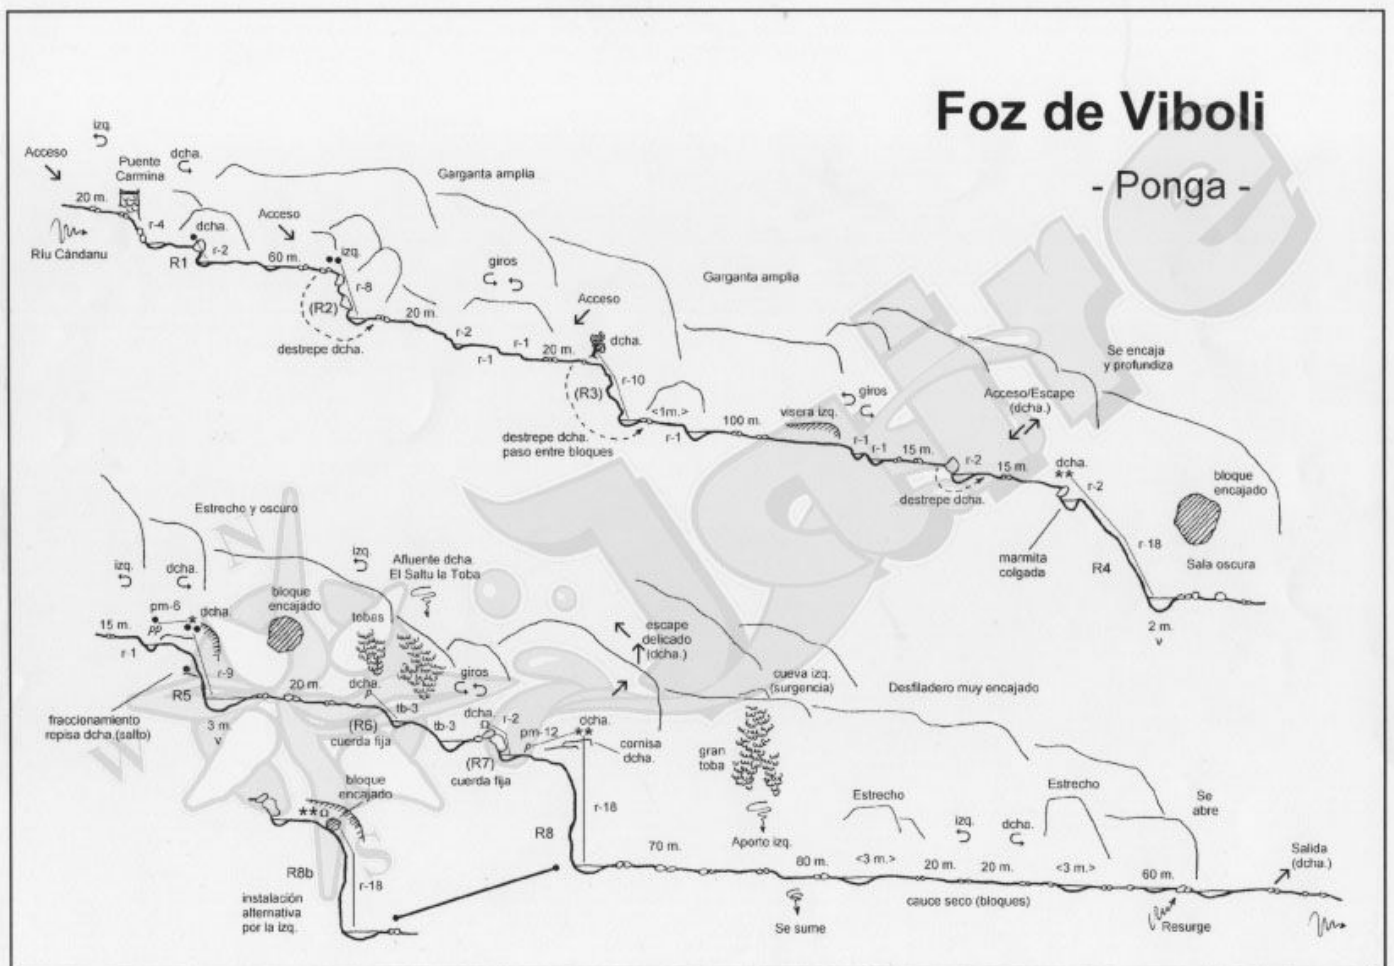 Foz de Viboli
- Ponga -
izq.
Acceso
Puente
Carmina
dcha.
20 m.
r-4
Ríu Cándanu
R1
dcha.
r-2
Acceso
60 m.
izq.
r-8
(R2)
destrepe dcha.
Garganta amplia
20 m.
giros
r-2
r-1
r-1
20 m.
Acceso
dcha.
r-10
(R3)
destrepe dcha.
paso entre bloques
<1m.>
r-1
Garganta amplia
100 m.
visera izq.
giros
r-1
r-1
15 m.
r-2
destrepe dcha.
15 m.
Acceso/Escape
(dcha.)
Se encaja
y profundiza
dcha.
r-2
marmita
colgada
R4
r-18
bloque
encajado
Sala oscura
2 m.
v
Estrecho y oscuro
izq.
dcha.
pm-6
dcha.
pp
15 m.
r-1
r-9
R5
fraccionamiento
repisa dcha.(salto)
3 m.
v
bloque
encajado
20 m.
izq.
Afluente dcha.
El Saltu la Toba
tobas
dcha.
(R6)
cuerda fija
tb-3
tb-3
giros
dcha.
r-2
(R7)
cuerda fija
pm-12
p
dcha.
cornisa
dcha.
escape
delicado
(dcha.)
r-18
R8
bloque
encajado
R8b
r-18
instalación
alternativa
por la izq.
70 m.
cueva izq.
(surgencia)
gran
toba
Aporte izq.
Desfiladero muy encajado
80 m.
Se sume
Estrecho
<3 m.>
20 m.
izq.
20 m.
dcha.
cauce seco (bloques)
Estrecho
<3 m.>
Se
abre
60 m.
Resurge
Salida
(dcha.)
N
W
S